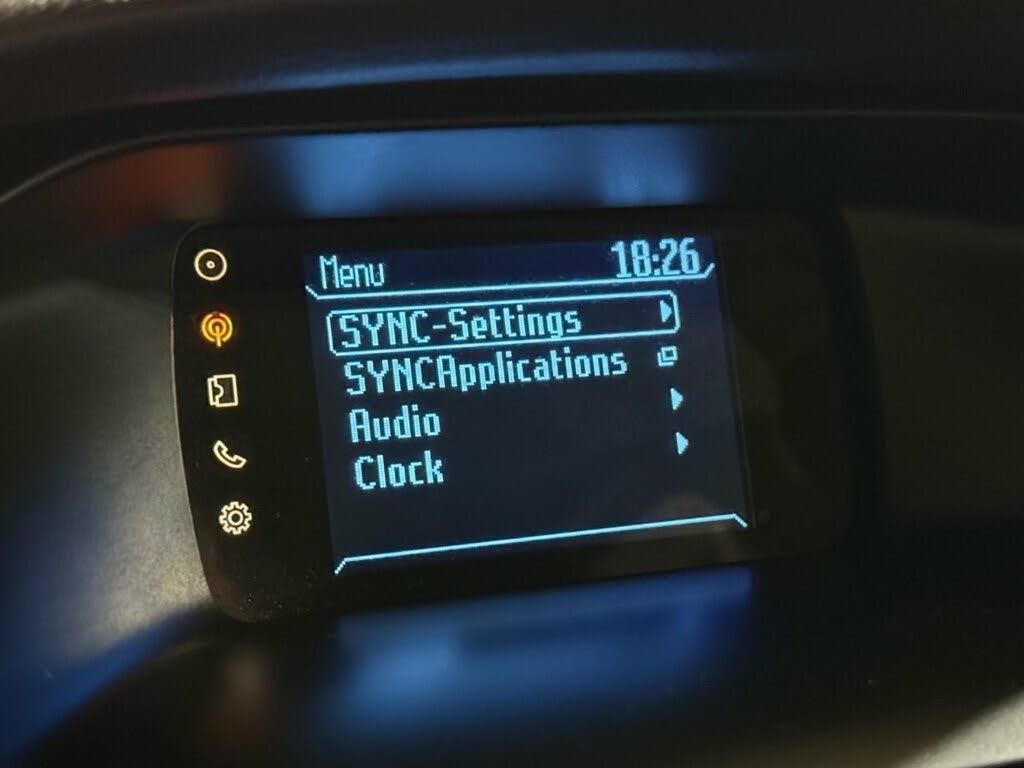 Menu
18:26
SYNC-Settings
SYNCApplications
Audio
Clock